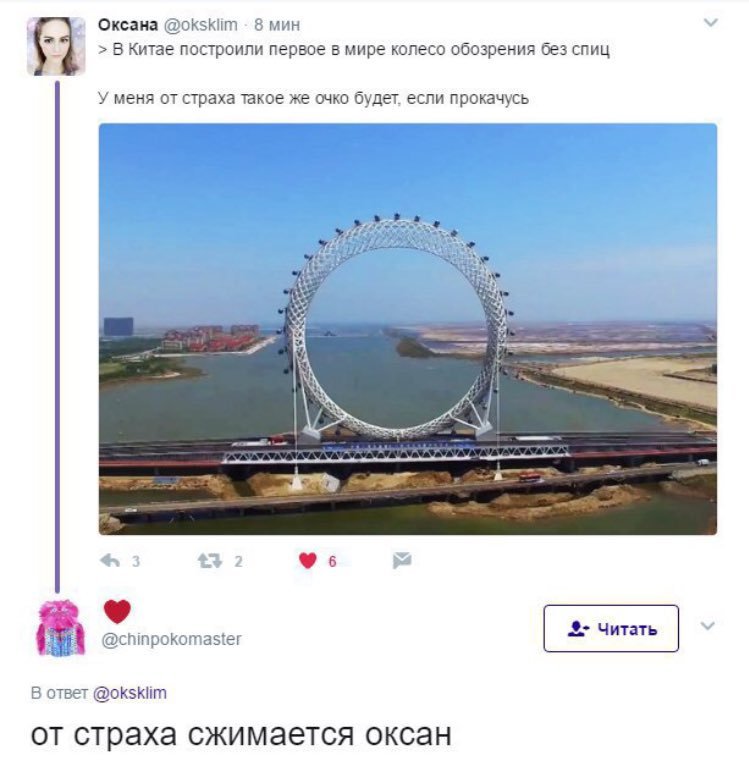 Оксана @oksklim · 8 мин
> В Китае построили первое в мире колесо обозрения без спиц
У меня от страха такое же очко будет, если прокачусь
3 2 6
@chinpokomaster
Читать
В ответ @oksklim
от страха сжимается оксан